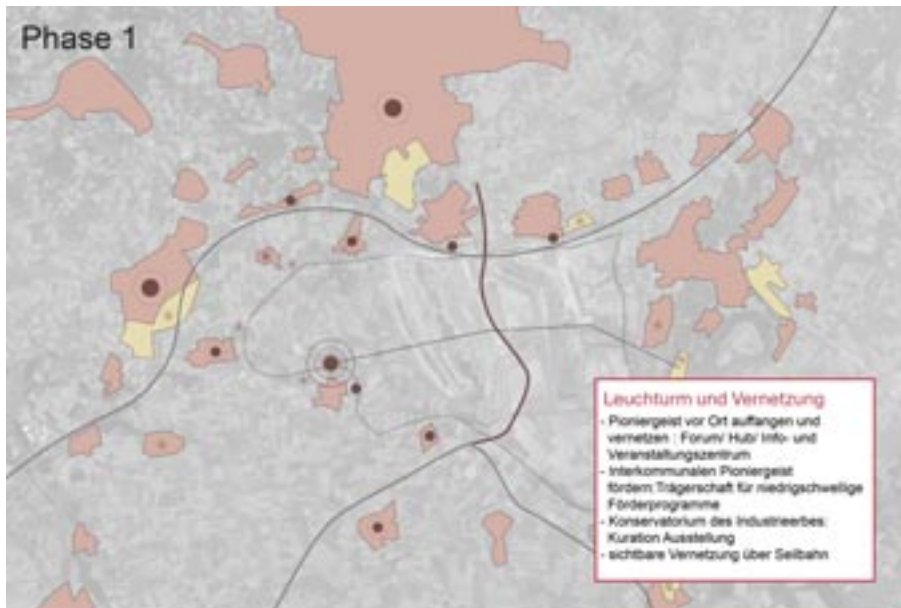 Phase 1
Leuchturm und Vernetzung
- Pioniergeist vor Ort auffangen und
vernetzen : Forum/ Hub/ Info- und
Veranstaltungszentrum
- Interkommunalen Pioniergeist
fördern:Trägerschaft für niedrigschwellige
Förderprogramme
- Konservatorium des Industrieerbes:
Kuration Ausstellung
- sichtbare Vernetzung über Seilbahn